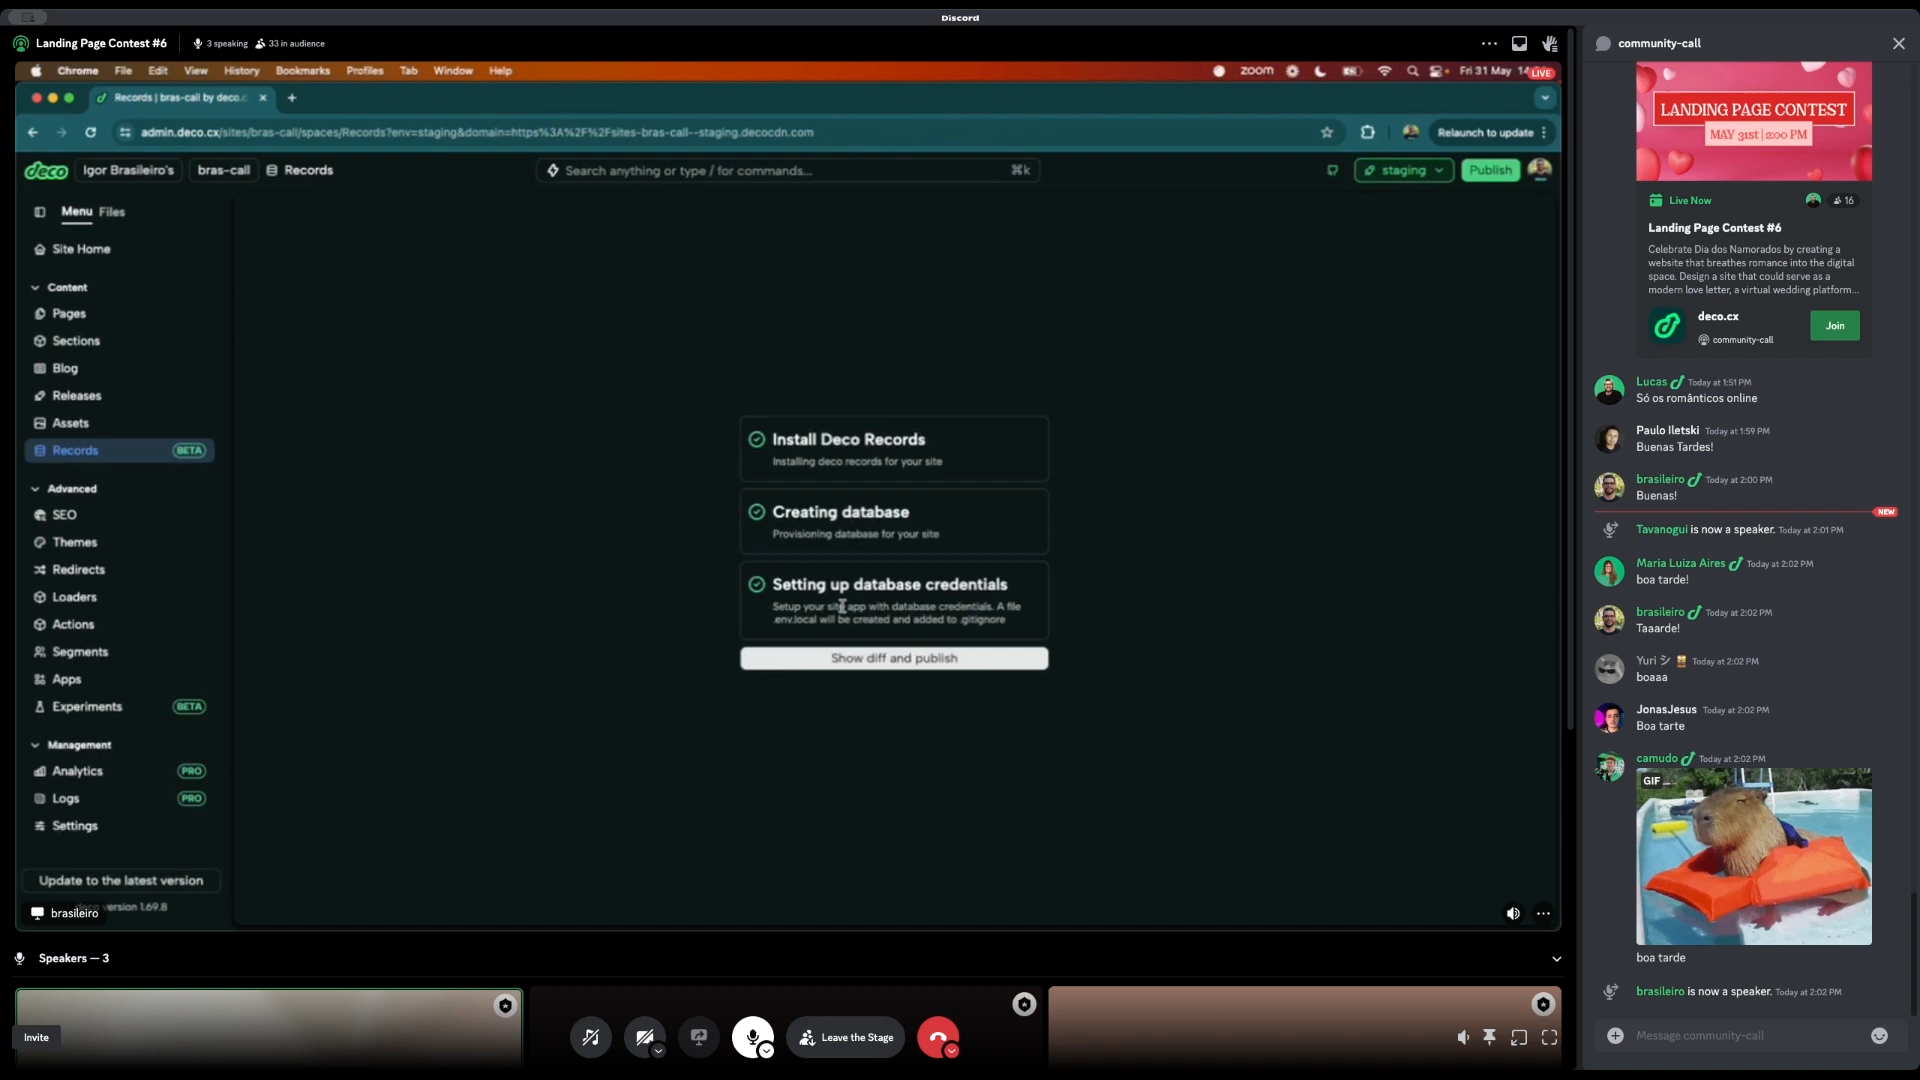 Discord
Landing Page Contest #6
3 speaking
33 in audience
Chrome File Edit View History Bookmarks Profiles Tab Window Help
zoom
Fri 31 May
LIVE
Records | bras-call by deco.c
admin.deco.cx/sites/bras-call/spaces/Records?env=staging&domain=https%3A%2F%2Fsites-bras-call--staging.decocdn.com
Relaunch to update
deco
Igor Brasileiro's
bras-call
Records
Search anything or type / for commands...
⌘k
staging
Publish
Menu
Files
Site Home
Content
Pages
Sections
Blog
Releases
Assets
Records
BETA
Advanced
SEO
Themes
Redirects
Loaders
Actions
Segments
Apps
Experiments
BETA
Management
Analytics
PRO
Logs
PRO
Settings
Update to the latest version
version 1.69.8
brasileiro
Install Deco Records
Installing deco records for your site
Creating database
Provisioning database for your site
Setting up database credentials
Setup your site app with database credentials. A file
.env.local will be created and added to .gitignore
Show diff and publish
Speakers — 3
Invite
Leave the Stage
community-call
LANDING PAGE CONTEST
MAY 31st | 2:00 PM
Live Now
16
Landing Page Contest #6
Celebrate Dia dos Namorados by creating a
website that breathes romance into the digital
space. Design a site that could serve as a
modern love letter, a virtual wedding platform...
deco.cx
community-call
Join
Lucas Today at 1:51 PM
Só os românticos online
Paulo Iletski Today at 1:59 PM
Buenas Tardes!
brasileiro Today at 2:00 PM
Buenas!
NEW
Tavanogui is now a speaker. Today at 2:01 PM
Maria Luiza Aires Today at 2:02 PM
boa tarde!
brasileiro Today at 2:02 PM
Taaarde!
Yuri シ Today at 2:02 PM
boaaa
JonasJesus Today at 2:02 PM
Boa tarte
camudo Today at 2:02 PM
GIF
boa tarde
brasileiro is now a speaker. Today at 2:02 PM
Message community-call